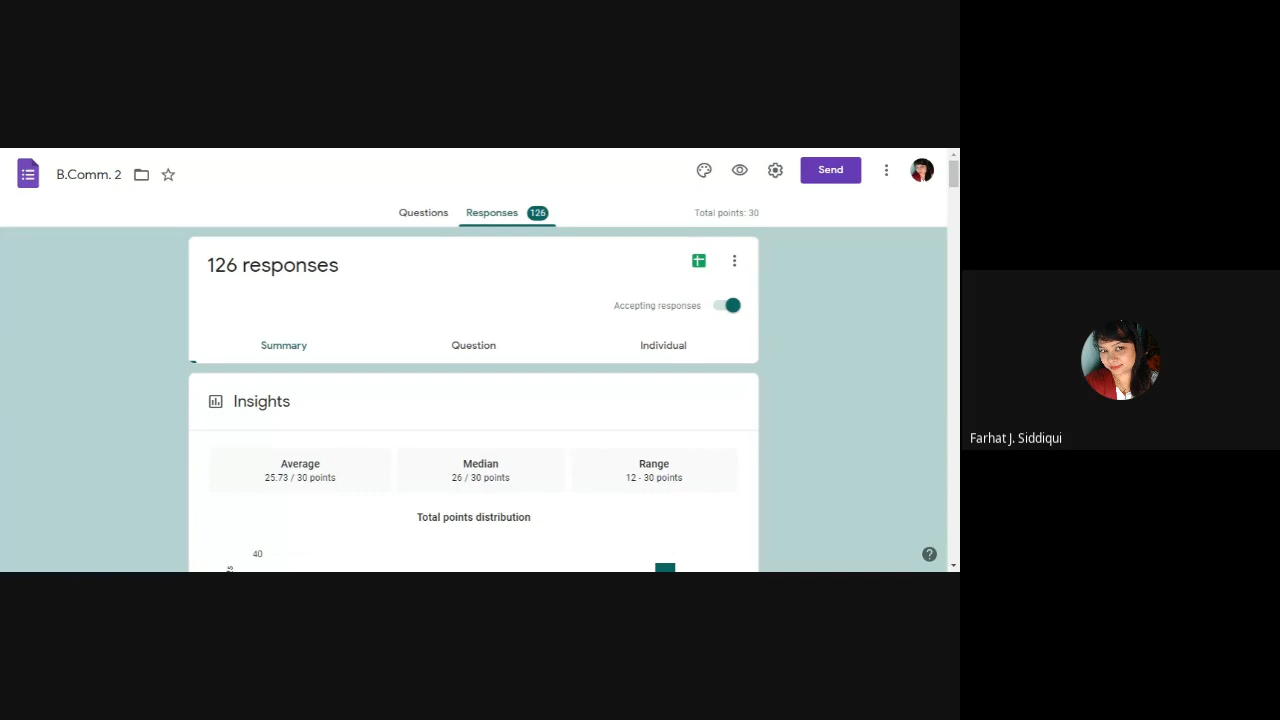 B.Comm. 2
Send
Questions Responses 126 Total points: 30
126 responses
Accepting responses
Summary Question Individual
Insights
Average Median Range
25.73 / 30 points 26 / 30 points 12 - 30 points
Total points distribution
40
Farhat J. Siddiqui